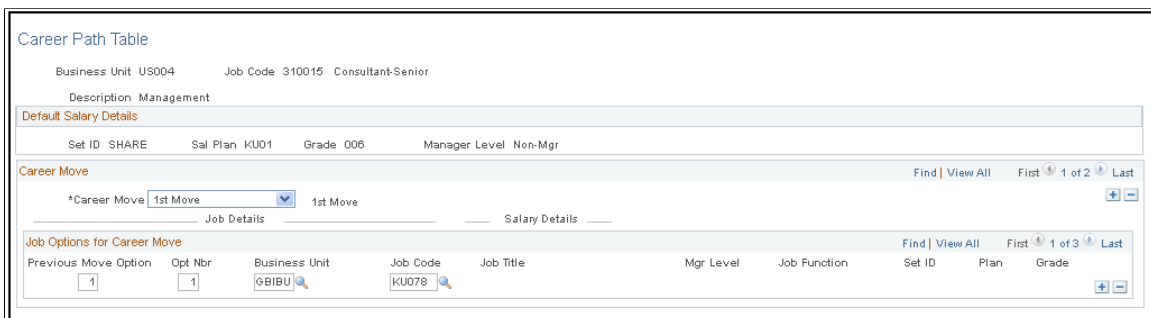 Career Path Table
Business Unit US004 Job Code 310015 Consultant-Senior
Description Management
Default Salary Details
Set ID SHARE Sal Plan KU01 Grade 006 Manager Level Non-Mgr
Career Move Find | View All First 1 of 2 Last
*Career Move 1st Move 1st Move
Job Details Salary Details
Job Options for Career Move Find | View All First 1 of 3 Last
Previous Move Option Opt Nbr Business Unit Job Code Job Title Mgr Level Job Function Set ID Plan Grade
1 1 GBIBU KU078